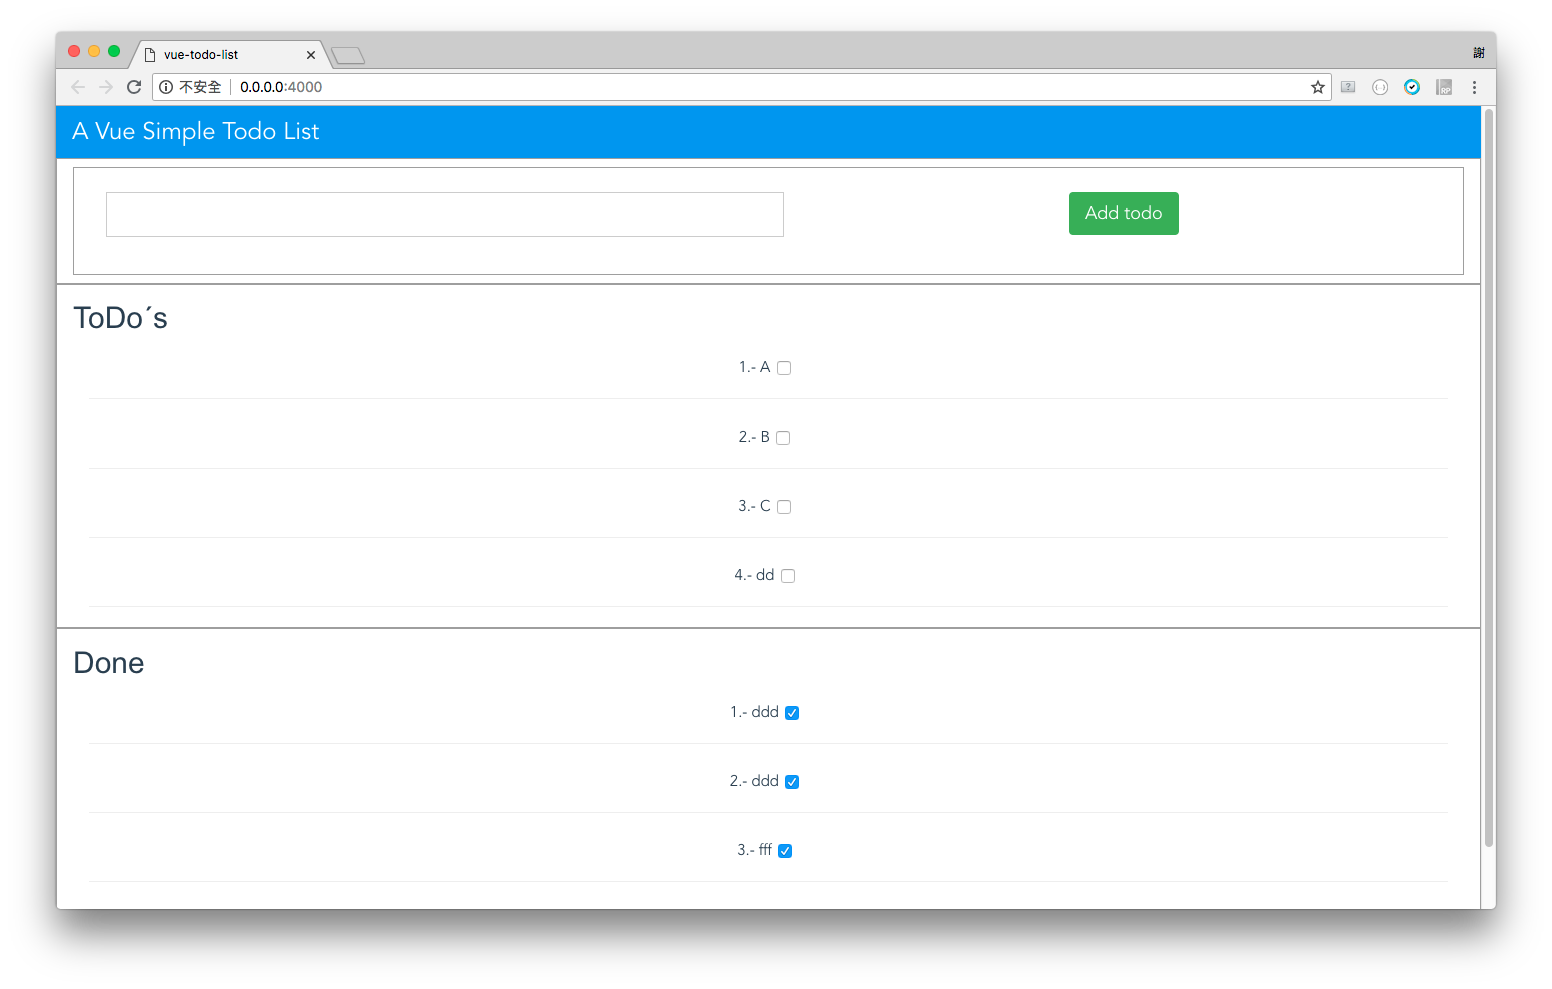 vue-todo-list
謝
不安全 0.0.0.0:4000
A Vue Simple Todo List
Add todo
ToDo´s
1.- A
2.- B
3.- C
4.- dd
Done
1.- ddd
2.- ddd
3.- fff